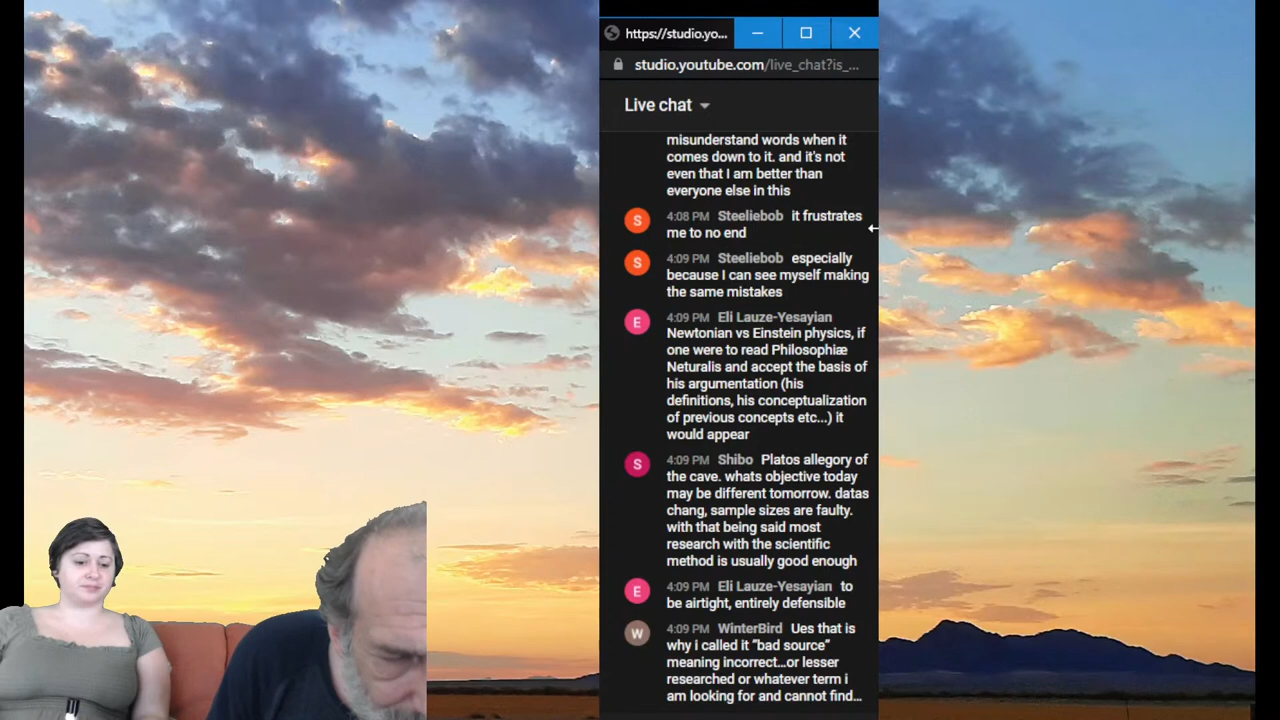 https://studio.yo...
studio.youtube.com/live_chat?is_...
Live chat
misunderstand words when it
comes down to it. and it's not
even that I am better than
everyone else in this
S 4:08 PM Steeliebob it frustrates
me to no end
S 4:09 PM Steeliebob especially
because I can see myself making
the same mistakes
E 4:09 PM Eli Lauze-Yesayian
Newtonian vs Einstein physics, if
one were to read Philosophiæ
Neturalis and accept the basis of
his argumentation (his
definitions, his conceptualization
of previous concepts etc...) it
would appear
S 4:09 PM Shibo Platos allegory of
the cave. whats objective today
may be different tomorrow. datas
chang, sample sizes are faulty.
with that being said most
research with the scientific
method is usually good enough
E 4:09 PM Eli Lauze-Yesayian to
be airtight, entirely defensible
W 4:09 PM WinterBird Ues that is
why i called it "bad source"
meaning incorrect...or lesser
researched or whatever term i
am looking for and cannot find...